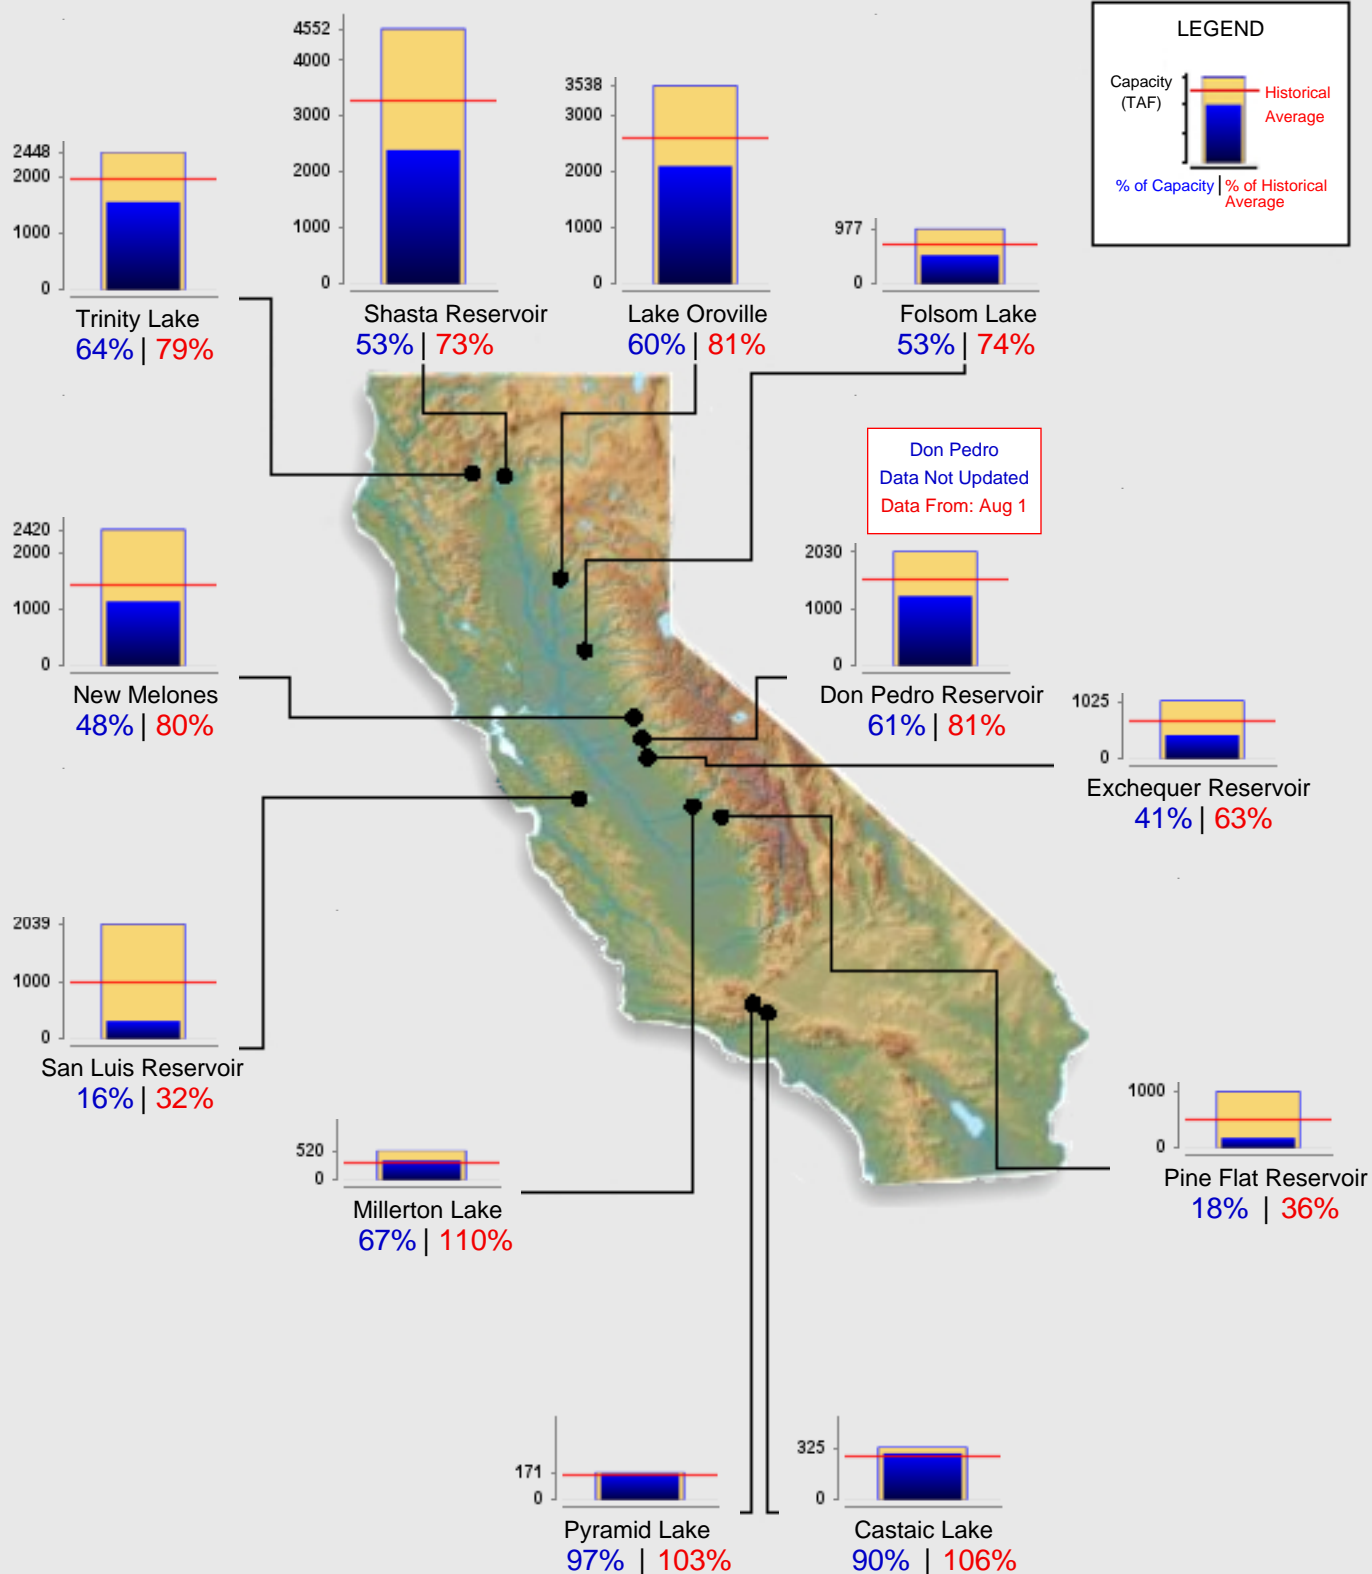 LEGEND
Capacity
(TAF)
Historical
Average
% of Capacity | % of Historical
Average
4552
4000
3000
2000
1000
0
Shasta Reservoir
53% | 73%
3538
3000
2000
1000
0
Lake Oroville
60% | 81%
2448
2000
1000
0
Trinity Lake
64% | 79%
977
0
Folsom Lake
53% | 74%
Don Pedro
Data Not Updated
Data From: Aug 1
2420
2000
1000
0
New Melones
48% | 80%
2030
1000
0
Don Pedro Reservoir
61% | 81%
1025
0
Exchequer Reservoir
41% | 63%
2039
1000
0
San Luis Reservoir
16% | 32%
520
0
Millerton Lake
67% | 110%
1000
0
Pine Flat Reservoir
18% | 36%
171
0
Pyramid Lake
97% | 103%
325
0
Castaic Lake
90% | 106%